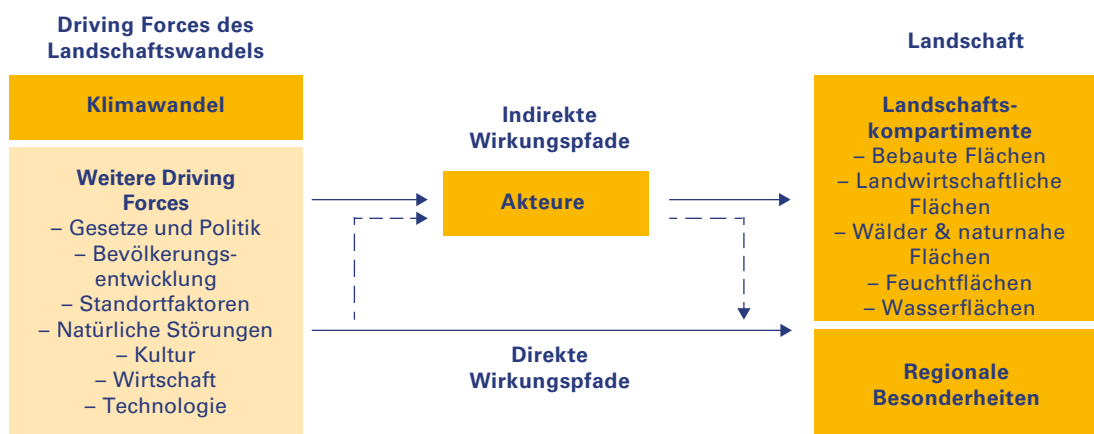 Driving Forces des
Landschaftswandels
Klimawandel
Weitere Driving
Forces
– Gesetze und Politik
– Bevölkerungs-
entwicklung
– Standortfaktoren
– Natürliche Störungen
– Kultur
– Wirtschaft
– Technologie
Indirekte
Wirkungspfade
Akteure
Direkte
Wirkungspfade
Landschaft
Landschafts-
kompartimente
– Bebaute Flächen
– Landwirtschaftliche
Flächen
– Wälder & naturnahe
Flächen
– Feuchtflächen
– Wasserflächen
Regionale
Besonderheiten